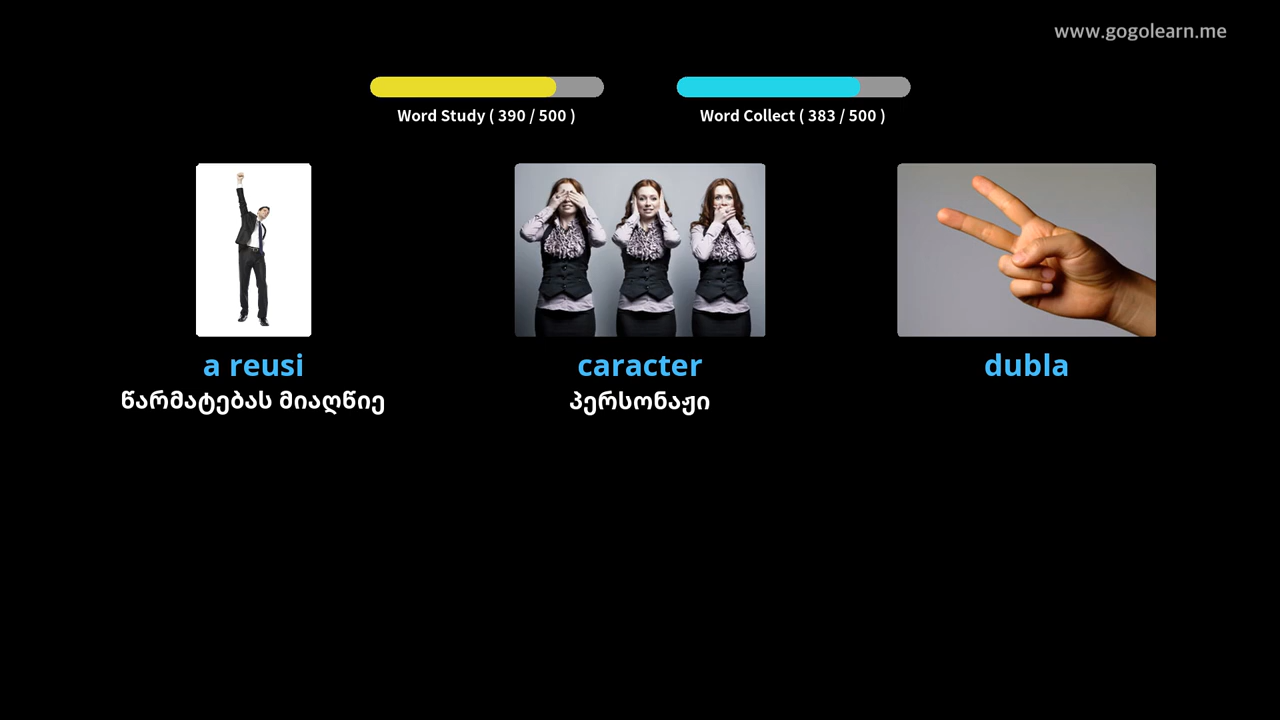 www.gogolearn.me
Word Study ( 390 / 500 )
Word Collect ( 383 / 500 )
a reusi
caracter
dubla
წარმატებას მიაღწიე
პერსონაჟი